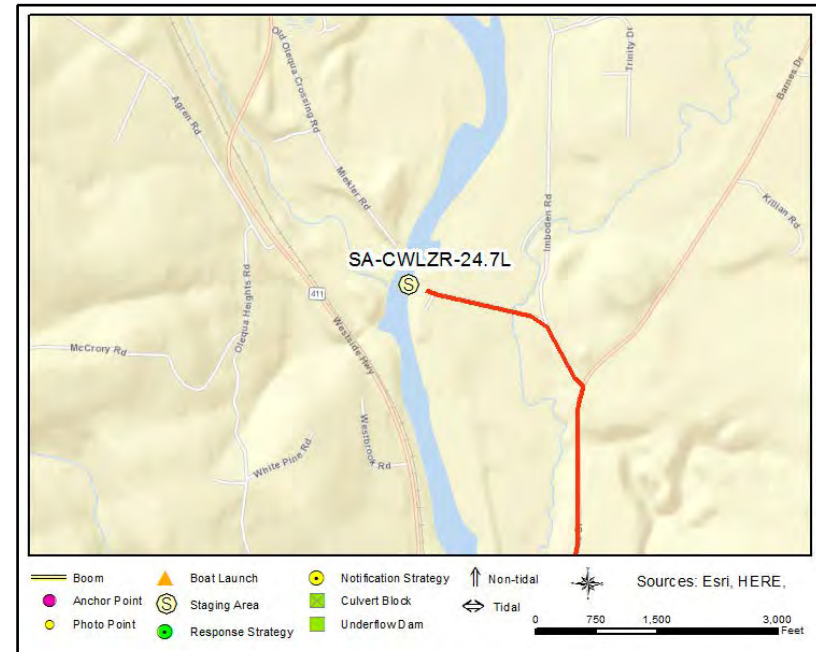 Old Olequa Crossing Rd
Agren Rd
Miekler Rd
Trinity Dr
Barnes Dr
Imboden Rd
Killian Rd
SA-CWLZR-24.7L
S
411
Olequa Heights Rd
Westside Hwy
McCrory Rd
Westbrook Rd
White Pine Rd
Boom
Boat Launch
Notification Strategy
Non-tidal
Sources: Esri, HERE,
Anchor Point
S
Staging Area
Culvert Block
Tidal
Photo Point
Response Strategy
Underflow Dam
0 750 1,500 3,000
Feet